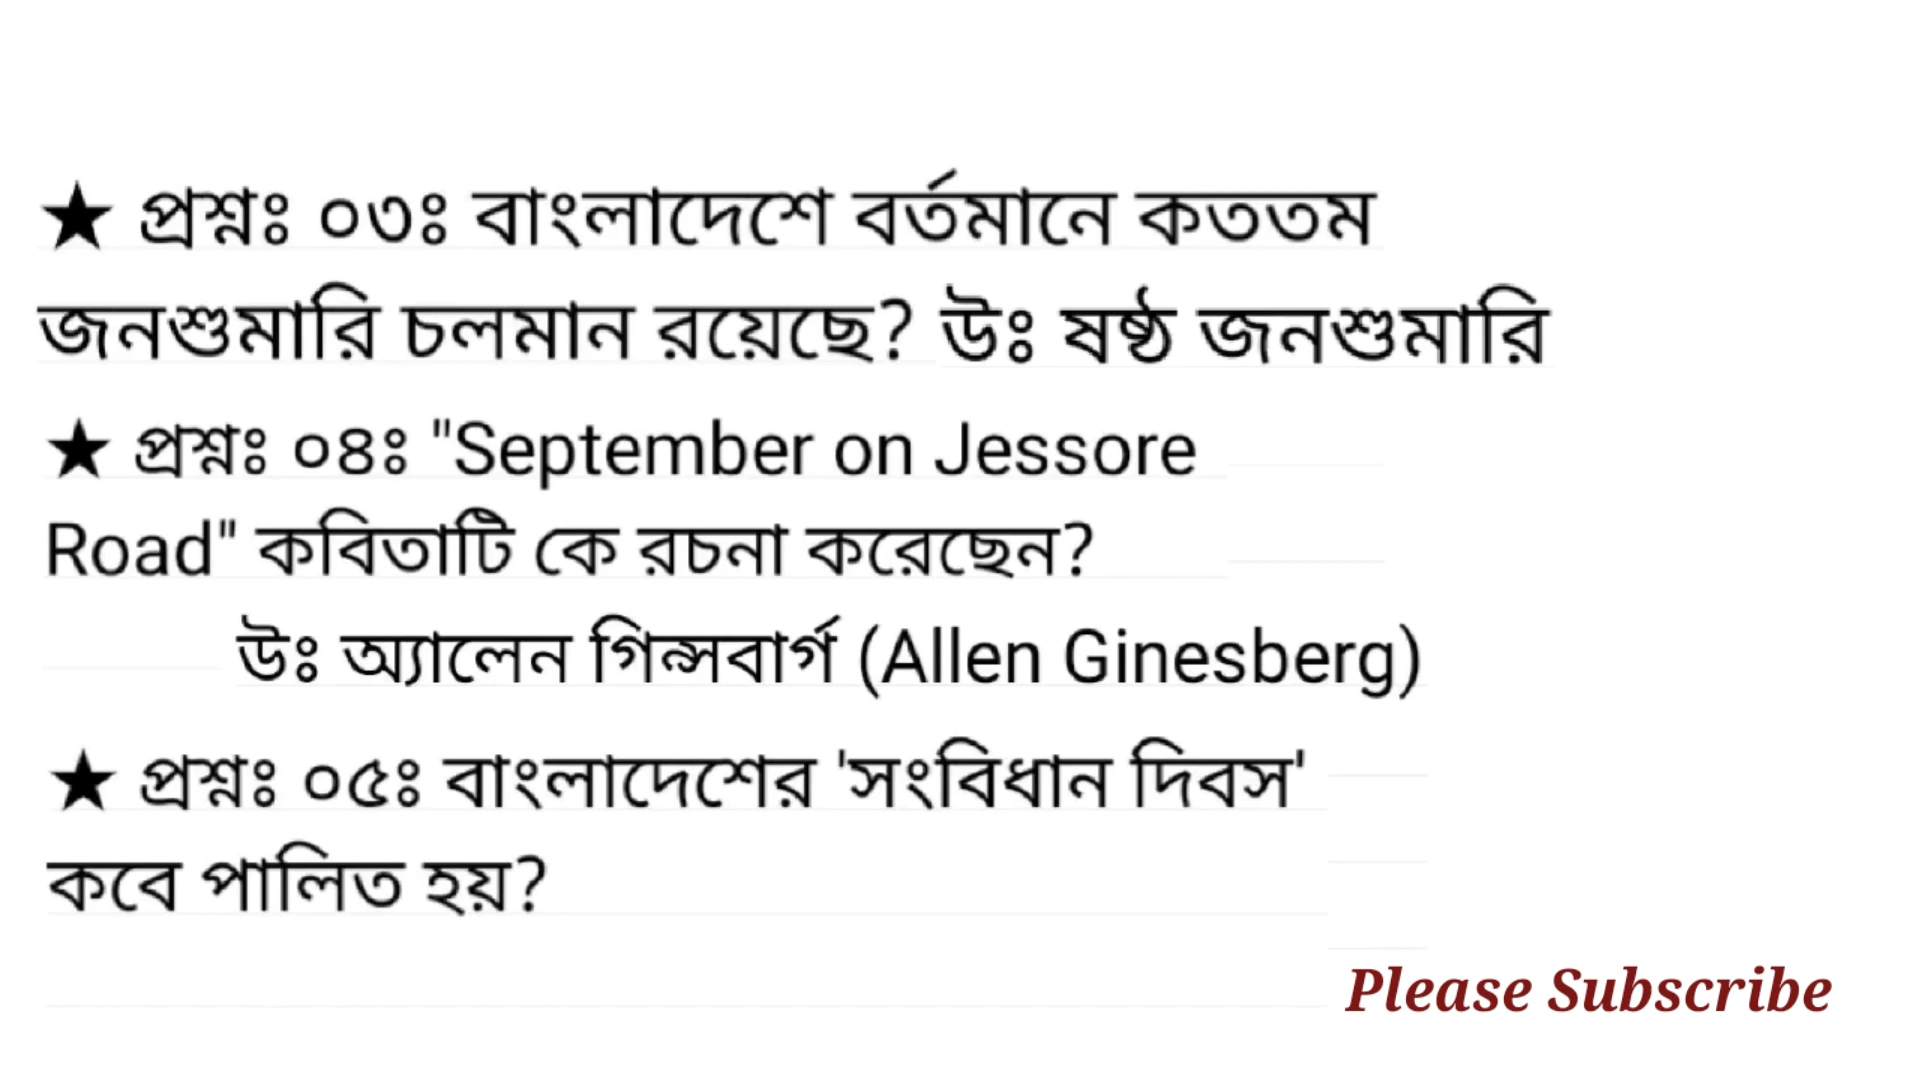 ★ প্রশ্নঃ ০৩ঃ বাংলাদেশে বর্তমানে কততম
জনশুমারি চলমান রয়েছে? উঃ ষষ্ঠ জনশুমারি
★ প্রশ্নঃ ০৪ঃ "September on Jessore
Road" কবিতাটি কে রচনা করেছেন?
উঃ অ্যালেন গিন্সবার্গ (Allen Ginesberg)
★ প্রশ্নঃ ০৫ঃ বাংলাদেশের 'সংবিধান দিবস'
কবে পালিত হয়?
Please Subscribe